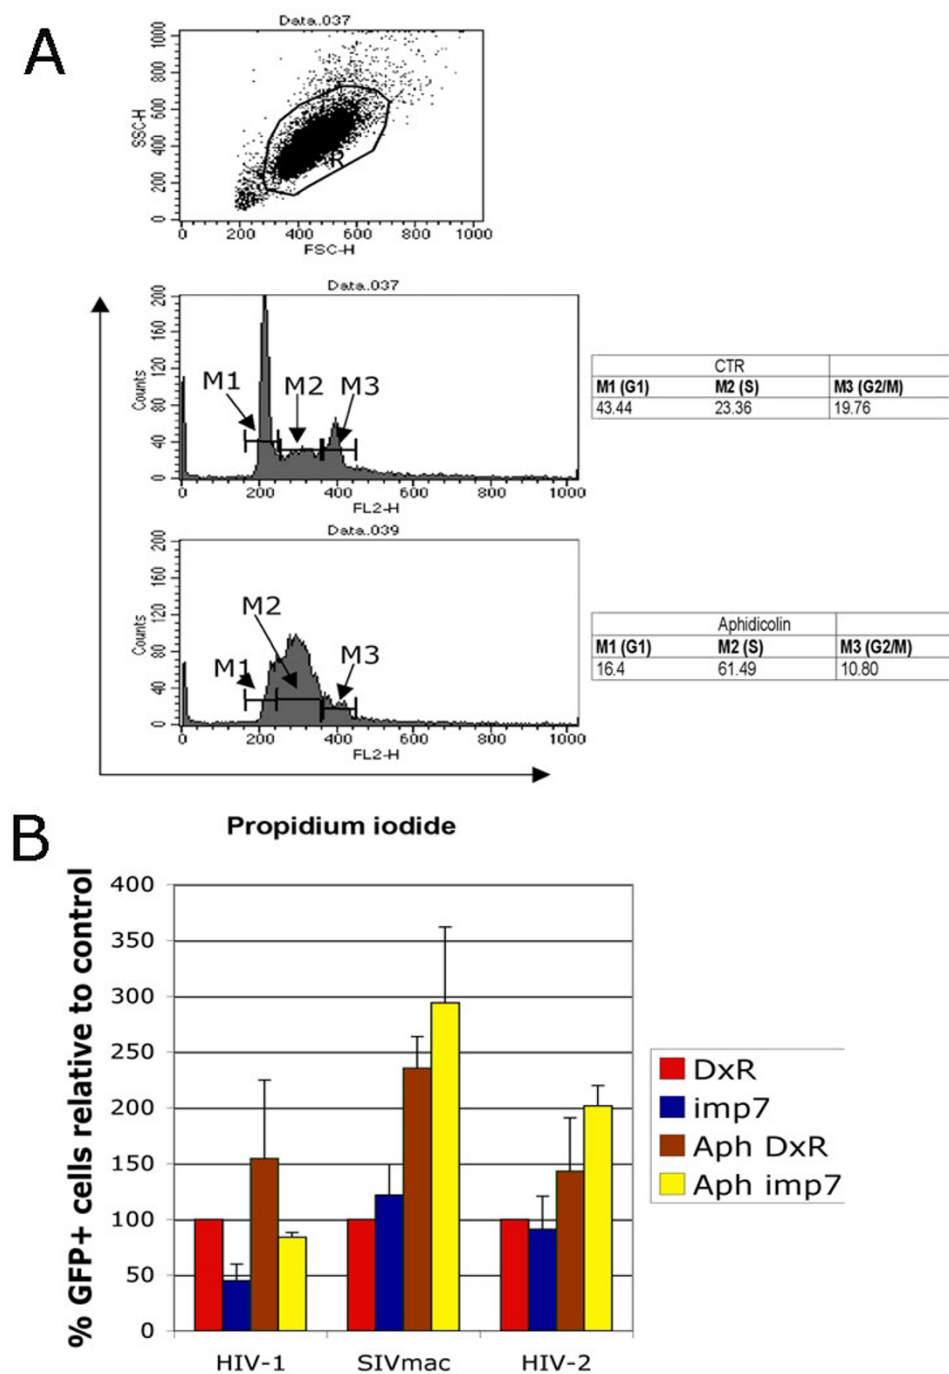 A
Data.037
SSC-H
1000
800
600
400
200
0
R
0 200 400 600 800 1000
FSC-H
Data.037
Counts
200
160
120
80
40
0
M1 M2 M3
0 200 400 600 800 1000
FL2-H
CTR
M1 (G1) M2 (S) M3 (G2/M)
43.44 23.36 19.76
Data.039
Counts
200
160
120
80
40
0
M2
M1 M3
0 200 400 600 800 1000
FL2-H
Aphidicolin
M1 (G1) M2 (S) M3 (G2/M)
16.4 61.49 10.80
Propidium iodide
B
% GFP+ cells relative to control
400
350
300
250
200
150
100
50
0
HIV-1 SIVmac HIV-2
DxR
imp7
Aph DxR
Aph imp7